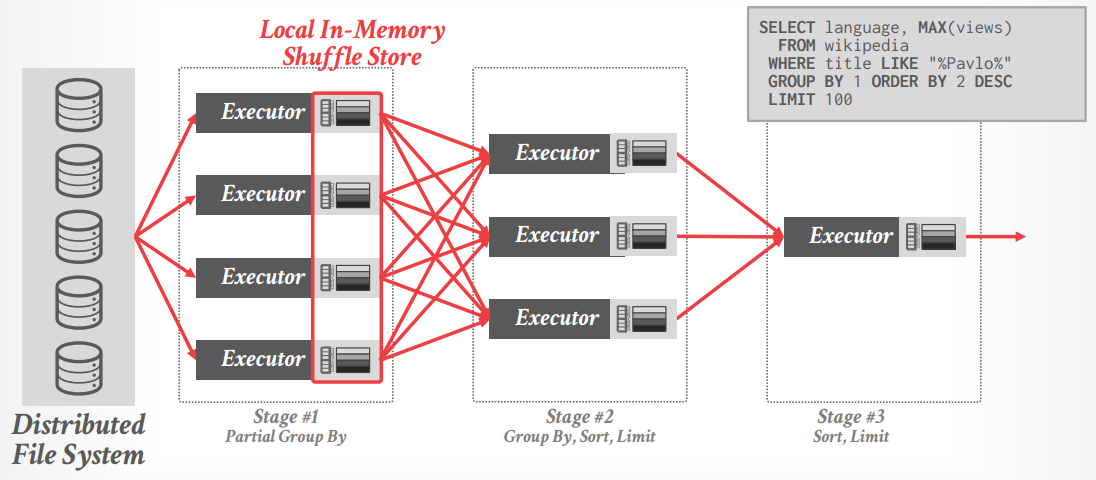 Local In-Memory
Shuffle Store
SELECT language, MAX(views)
FROM wikipedia
WHERE title LIKE "%Pavlo%"
GROUP BY 1 ORDER BY 2 DESC
LIMIT 100
Executor
Executor
Executor
Executor
Executor
Executor
Executor
Executor
Distributed
File System
Stage #1
Partial Group By
Stage #2
Group By, Sort, Limit
Stage #3
Sort, Limit